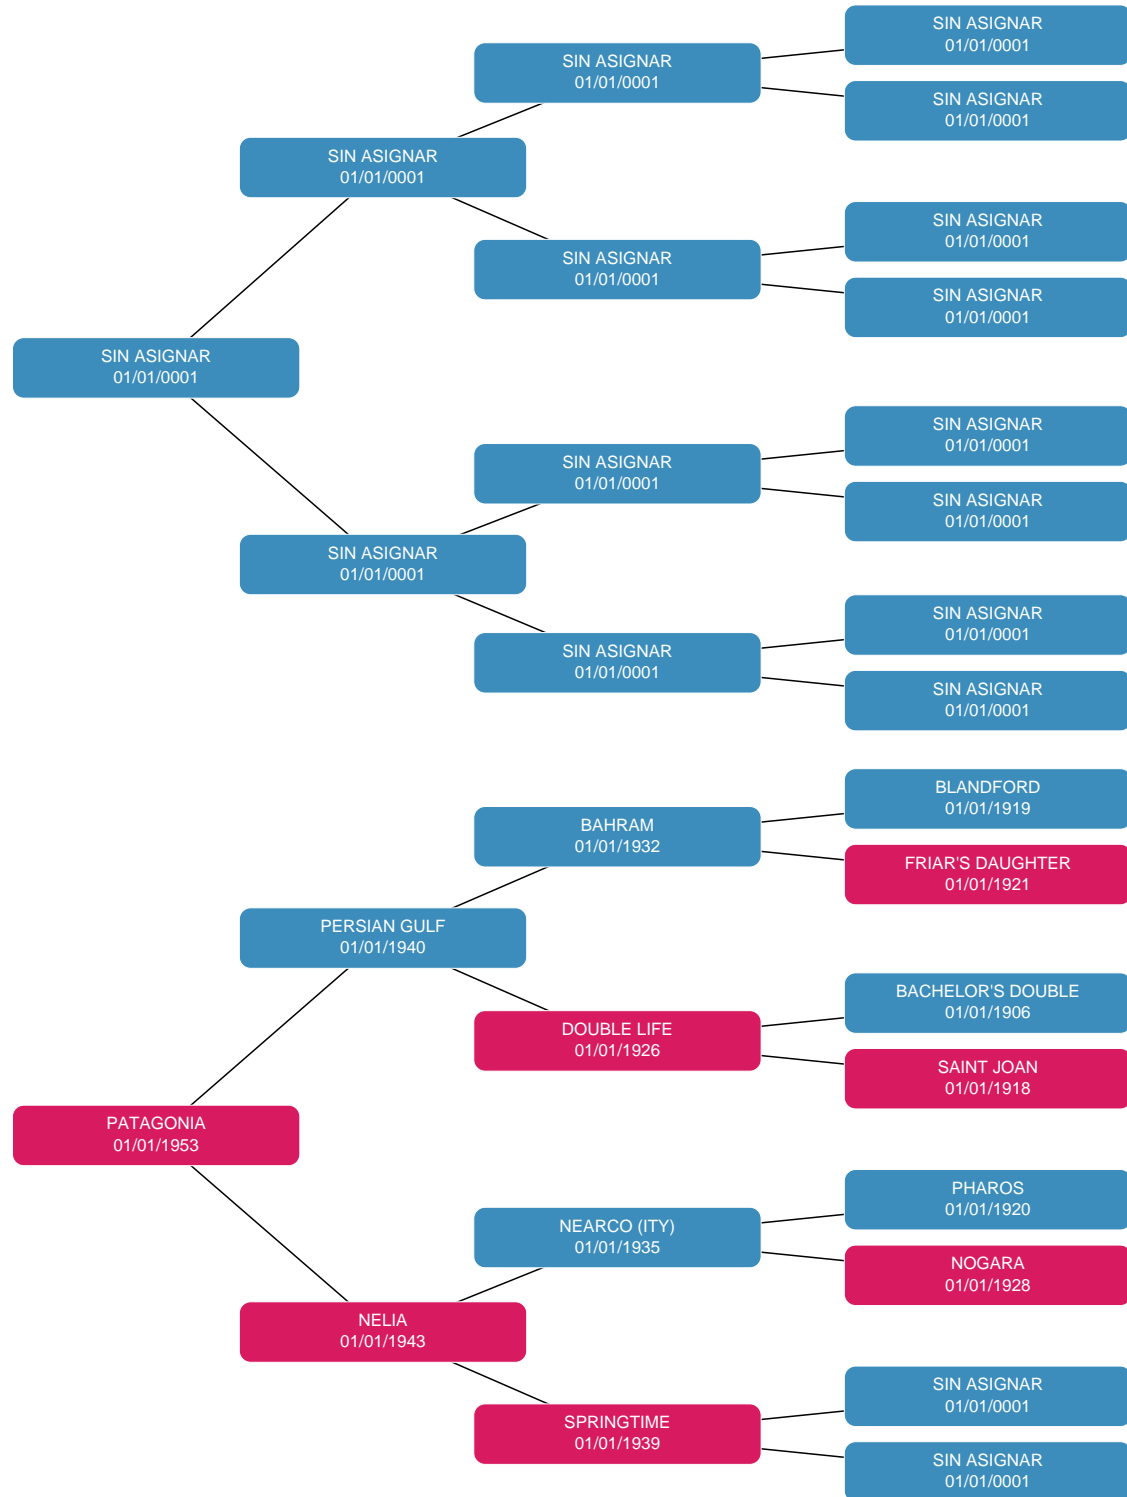 SIN ASIGNAR
01/01/0001
SIN ASIGNAR
01/01/0001
SIN ASIGNAR
01/01/0001
SIN ASIGNAR
01/01/0001
SIN ASIGNAR
01/01/0001
SIN ASIGNAR
01/01/0001
SIN ASIGNAR
01/01/0001
SIN ASIGNAR
01/01/0001
SIN ASIGNAR
01/01/0001
SIN ASIGNAR
01/01/0001
SIN ASIGNAR
01/01/0001
SIN ASIGNAR
01/01/0001
SIN ASIGNAR
01/01/0001
SIN ASIGNAR
01/01/0001
SIN ASIGNAR
01/01/0001
BLANDFORD
01/01/1919
BAHRAM
01/01/1932
FRIAR'S DAUGHTER
01/01/1921
PERSIAN GULF
01/01/1940
BACHELOR'S DOUBLE
01/01/1906
DOUBLE LIFE
01/01/1926
SAINT JOAN
01/01/1918
PATAGONIA
01/01/1953
PHAROS
01/01/1920
NEARCO (ITY)
01/01/1935
NOGARA
01/01/1928
NELIA
01/01/1943
SIN ASIGNAR
01/01/0001
SPRINGTIME
01/01/1939
SIN ASIGNAR
01/01/0001